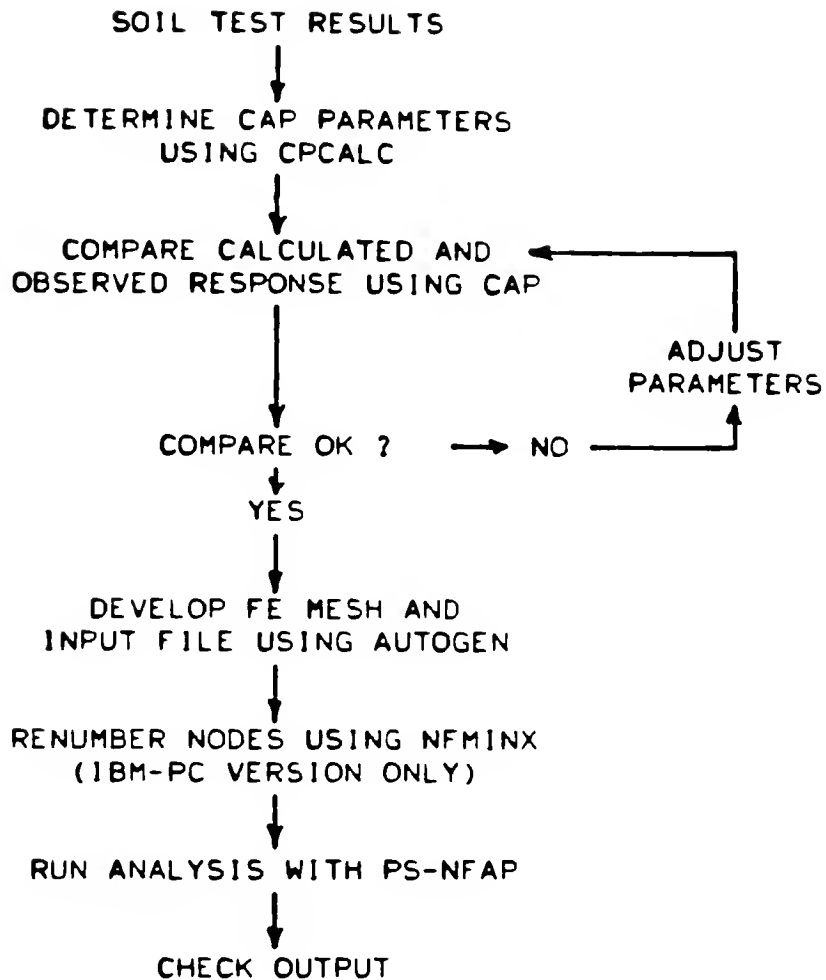 SOIL TEST RESULTS
DETERMINE CAP PARAMETERS
USING CPCALC
COMPARE CALCULATED AND
OBSERVED RESPONSE USING CAP
ADJUST
PARAMETERS
COMPARE OK ?
NO
YES
DEVELOP FE MESH AND
INPUT FILE USING AUTOGEN
RENUMBER NODES USING NFMINX
(IBM-PC VERSION ONLY)
RUN ANALYSIS WITH PS-NFAP
CHECK OUTPUT